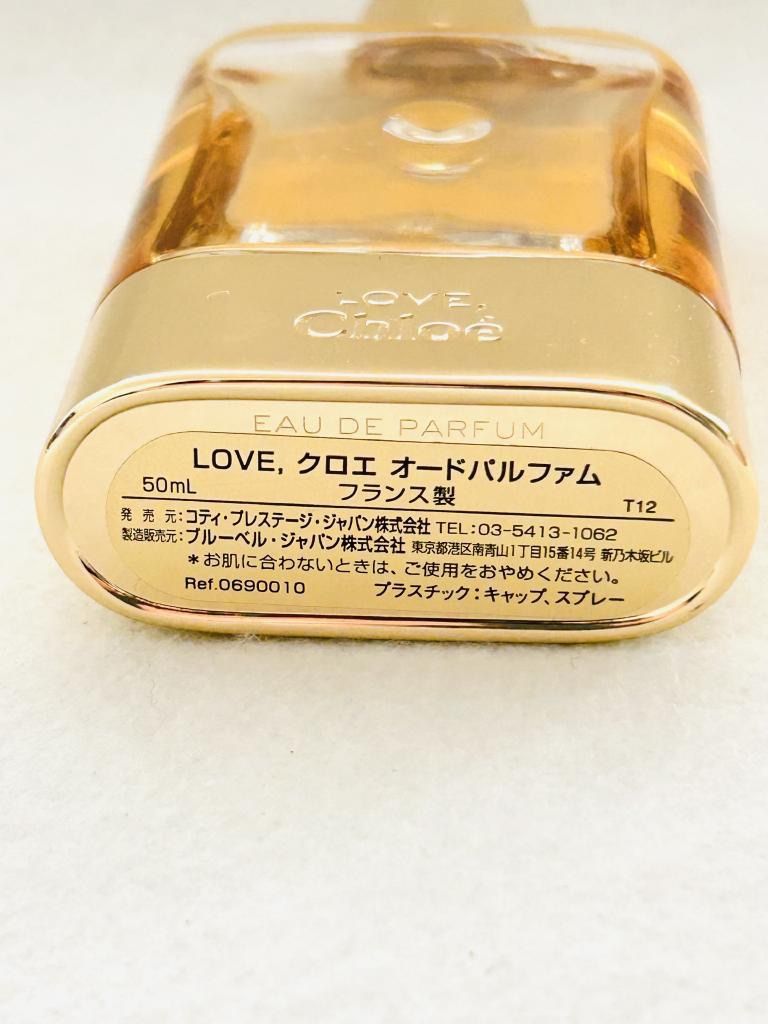 LOVE,
Chloé
EAU DE PARFUM
LOVE, クロエ オードパルファム
50mL フランス製 T12
発売元:コティ・プレステージ・ジャパン株式会社 TEL:03-5413-1062
製造販売元:ブルーベル・ジャパン株式会社 東京都港区南青山1丁目15番14号 新乃木坂ビル
*お肌に合わないときは、ご使用をおやめください。
Ref.0690010 プラスチック:キャップ、スプレー